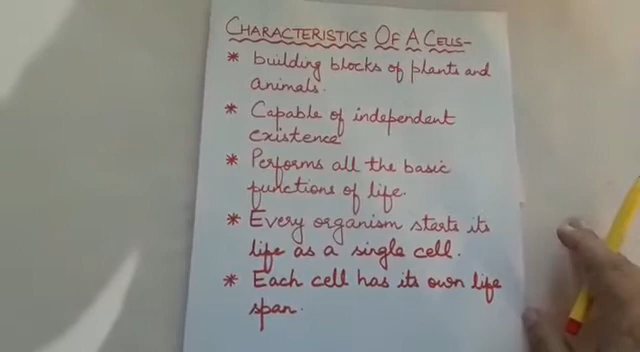 CHARACTERISTICS OF A CELLS-
* building blocks of plants and
animals.
* Capable of independent
existence
* Performs all the basic
functions of life.
* Every organism starts its
life as a single cell.
* Each cell has its own life
span.